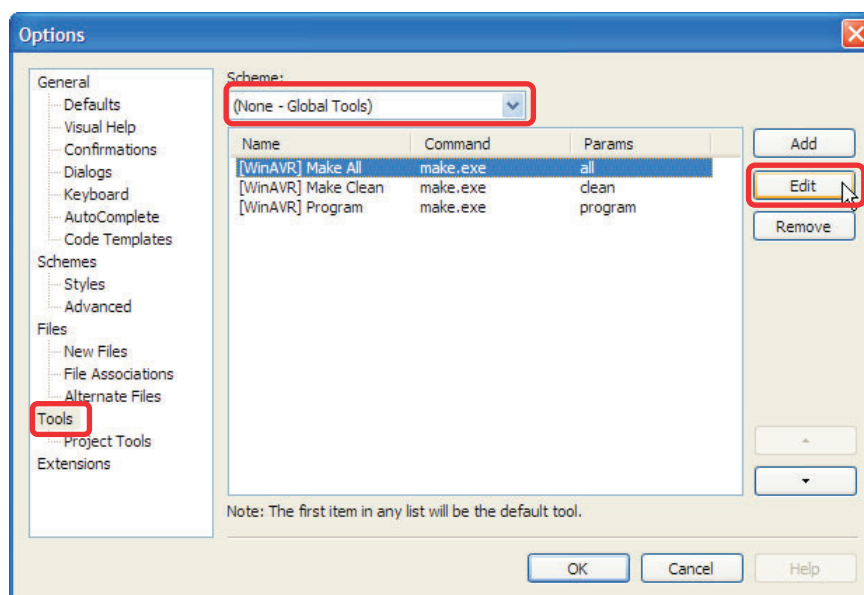 Options
General
Defaults
Visual Help
Confirmations
Dialogs
Keyboard
AutoComplete
Code Templates
Schemes
Styles
Advanced
Files
New Files
File Associations
Alternate Files
Tools
Project Tools
Extensions
Scheme:
(None - Global Tools)
Name Command Params
[WinAVR] Make All make.exe all
[WinAVR] Make Clean make.exe clean
[WinAVR] Program make.exe program
Add
Edit
Remove
Note: The first item in any list will be the default tool.
OK Cancel Help